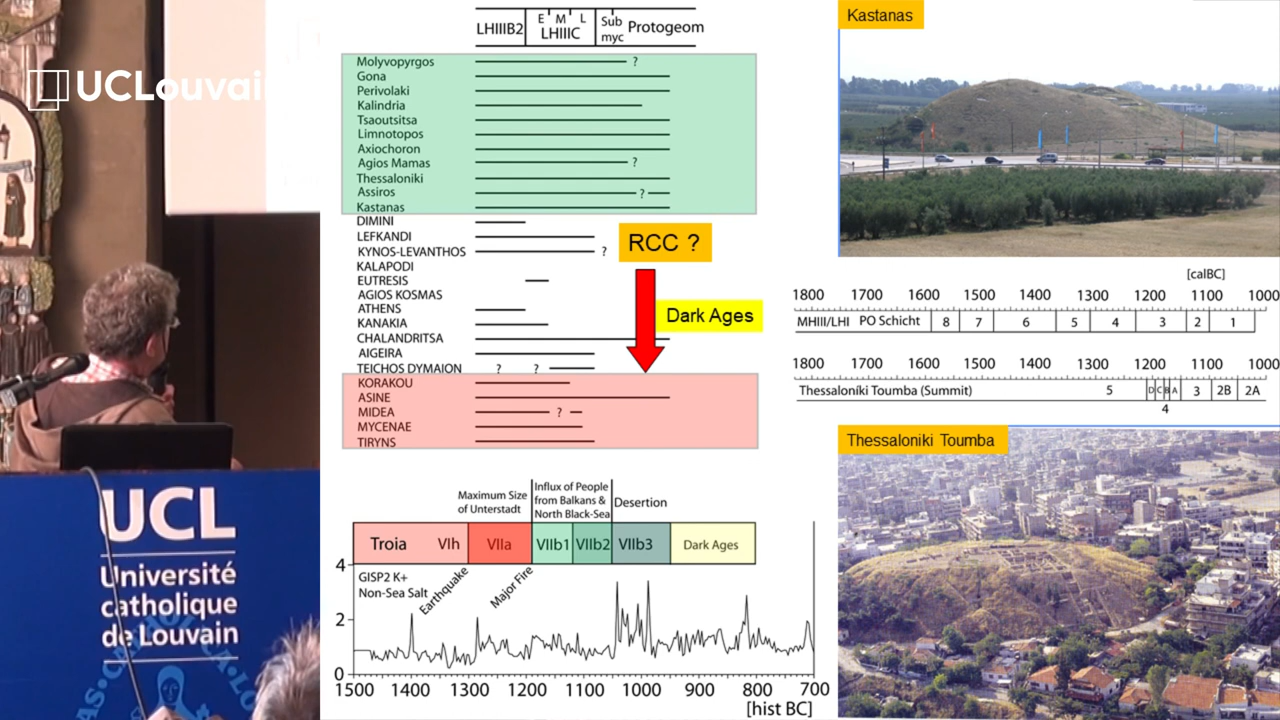 UCLouvai
UCL
Université
catholique
de Louvain
LHIIIB2
E M L
LHIIIC
Sub
myc
Protogeom
Molyvopyrgos ?
Gona
Perivolaki
Kalindria
Tsaoutsitsa
Limnotopos
Axiochoron
Agios Mamas ?
Thessaloniki
Assiros ?
Kastanas
DIMINI
LEFKANDI
KYNOS-LEVANTHOS ?
KALAPODI
EUTRESIS
AGIOS KOSMAS
ATHENS
KANAKIA
CHALANDRITSA
AIGEIRA
TEICHOS DYMAION ? ?
KORAKOU
ASINE
MIDEA ?
MYCENAE
TIRYNS
RCC ?
Dark Ages
Maximum Size
of Unterstadt
Influx of People
from Balkans &
North Black-Sea
Desertion
Troia VIh VIIa VIIb1 VIIb2 VIIb3 Dark Ages
GISP2 K+
Non-Sea Salt
Earthquake
Major Fire
4
2
0
1500 1400 1300 1200 1100 1000 900 800 700
[hist BC]
Kastanas
[calBC]
1800 1700 1600 1500 1400 1300 1200 1100 1000
MHIII/LHI PO Schicht 8 7 6 5 4 3 2 1
1800 1700 1600 1500 1400 1300 1200 1100 1000
Thessaloníki Toumba (Summit) 5 D C B A 3 2B 2A
4
Thessaloniki Toumba